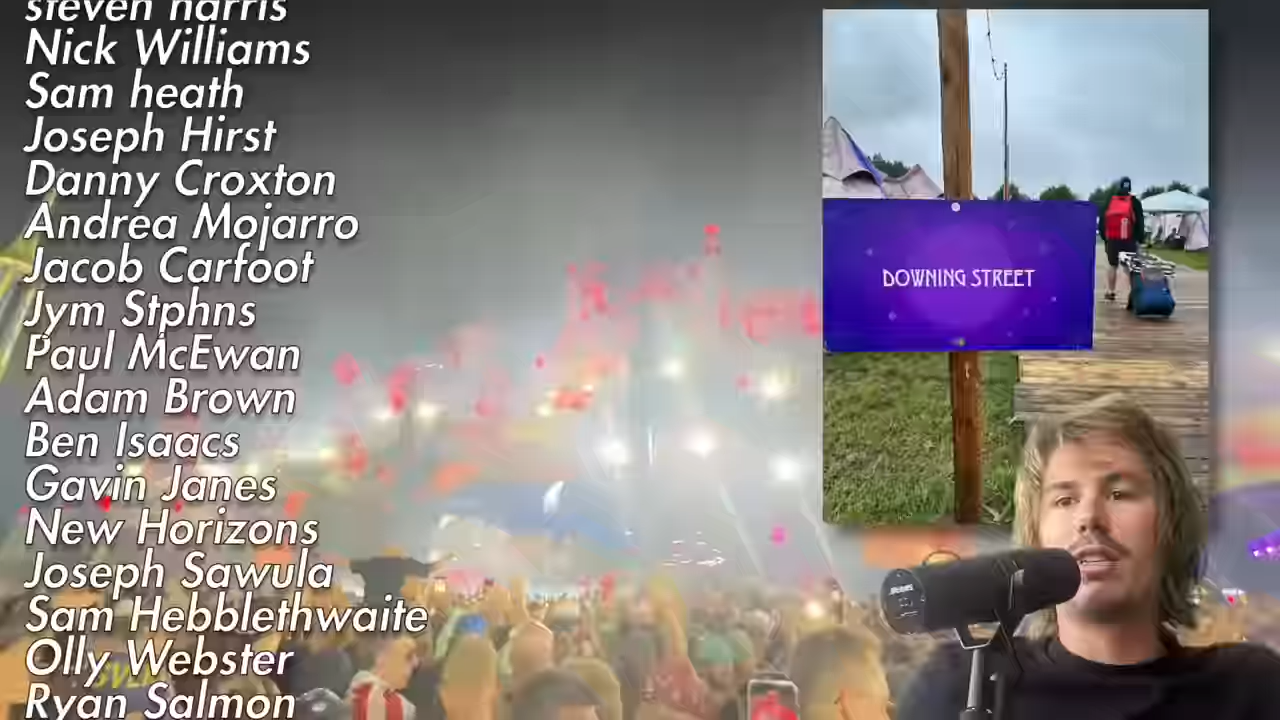 steven harris
Nick Williams
Sam heath
Joseph Hirst
Danny Croxton
Andrea Mojarro
Jacob Carfoot
Jym Stphns
Paul McEwan
Adam Brown
Ben Isaacs
Gavin Janes
New Horizons
Joseph Sawula
Sam Hebblethwaite
Olly Webster
Ryan Salmon
DOWNING STREET